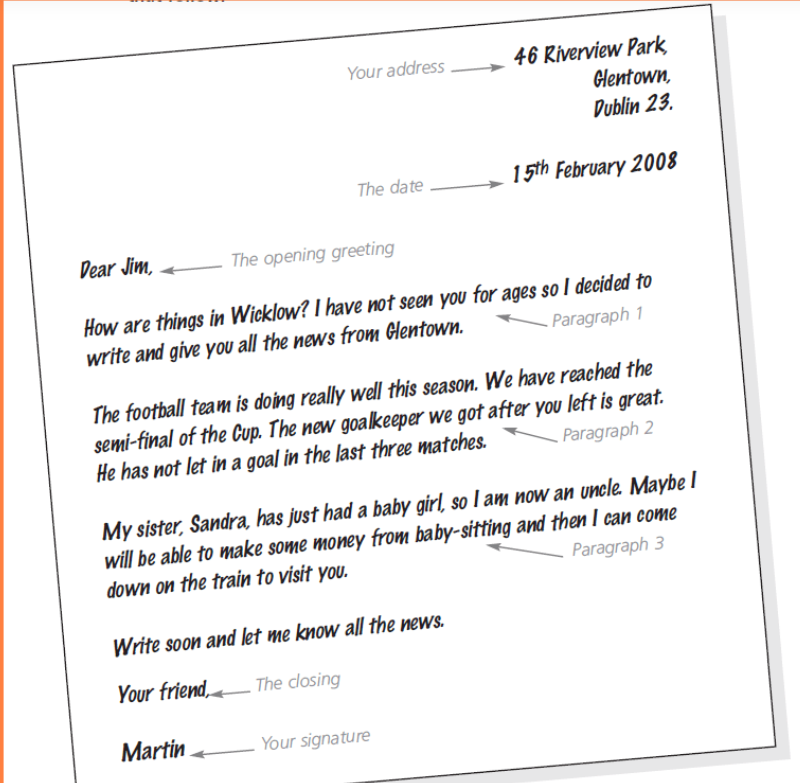 Your address
46 Riverview Park,
Glentown,
Dublin 23.
The date
15th February 2008
Dear Jim,
The opening greeting
How are things in Wicklow? I have not seen you for ages so I decided to
write and give you all the news from Glentown.
Paragraph 1
The football team is doing really well this season. We have reached the
semi-final of the Cup. The new goalkeeper we got after you left is great.
He has not let in a goal in the last three matches.
Paragraph 2
My sister, Sandra, has just had a baby girl, so I am now an uncle. Maybe I
will be able to make some money from baby-sitting and then I can come
down on the train to visit you.
Paragraph 3
Write soon and let me know all the news.
Your friend,
The closing
Martin
Your signature